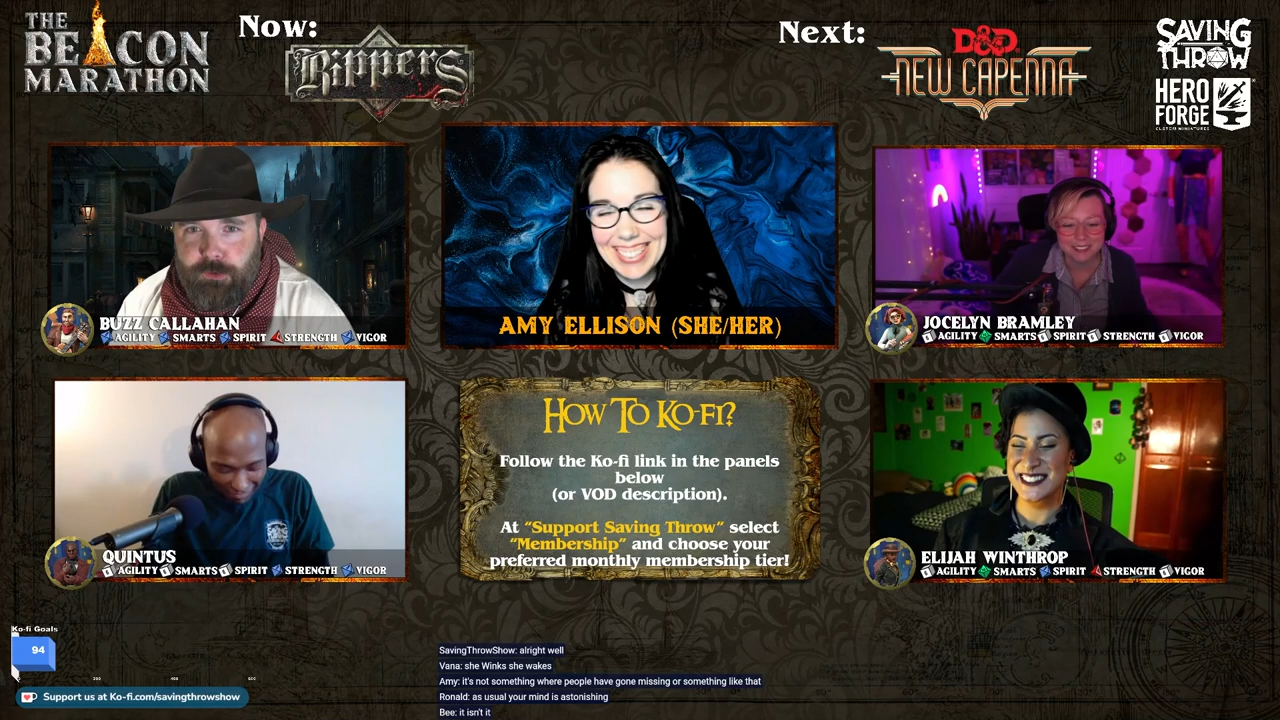 THE
BEACON
MARATHON
Now:
Rippers
Next:
D&D
NEW CAPENNA
SAVING
THROW
HERO
FORGE
CUSTOM MINIATURES
BUZZ CALLAHAN
AGILITY SMARTS SPIRIT STRENGTH VIGOR
AMY ELLISON (SHE/HER)
JOCELYN BRAMLEY
AGILITY SMARTS SPIRIT STRENGTH VIGOR
QUINTUS
AGILITY SMARTS SPIRIT STRENGTH VIGOR
HOW TO KO-FI?
Follow the Ko-fi link in the panels
below
(or VOD description).
At “Support Saving Throw” select
“Membership” and choose your
preferred monthly membership tier!
ELIJAH WINTHROP
AGILITY SMARTS SPIRIT STRENGTH VIGOR
Ko-fi Goals
94
Support us at Ko-fi.com/savingthrowshow
SavingThrowShow: alright well
Vana: she Winks she wakes
Amy: it's not something where people have gone missing or something like that
Ronald: as usual your mind is astonishing
Bee: it isn't it